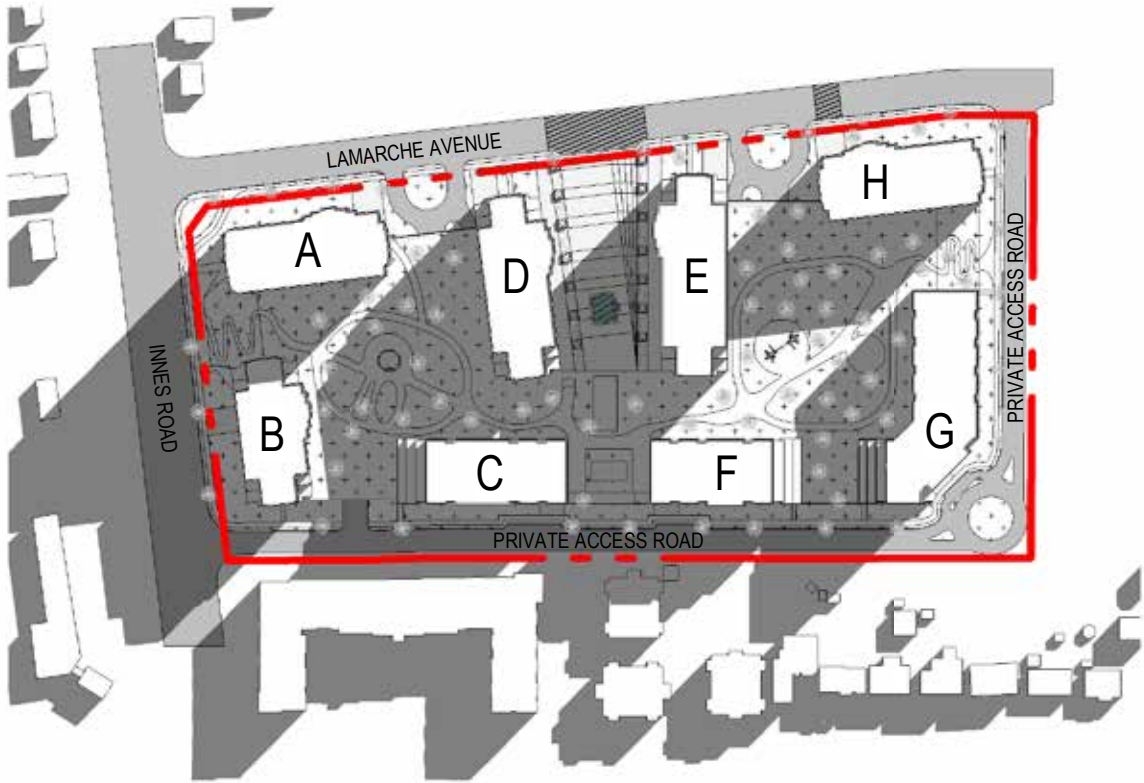 LAMARCHE AVENUE
H
A
D
E
PRIVATE ACCESS ROAD
INNES ROAD
B
G
C
F
PRIVATE ACCESS ROAD